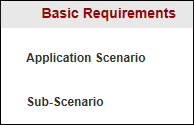 Basic Requirements
Application Scenario
Sub-Scenario